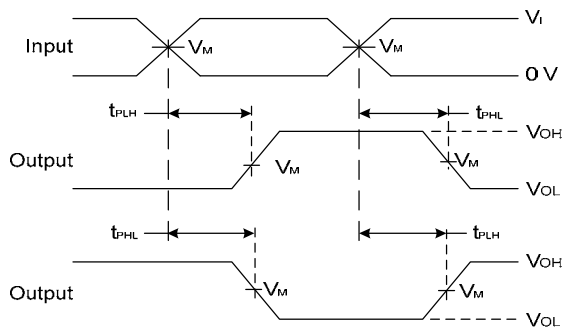 VI
Input VM VM
0 V
tPLH tPHL
VOH
Output VM VM
VOL
tPHL tPLH
VOH
Output VM VM
VOL